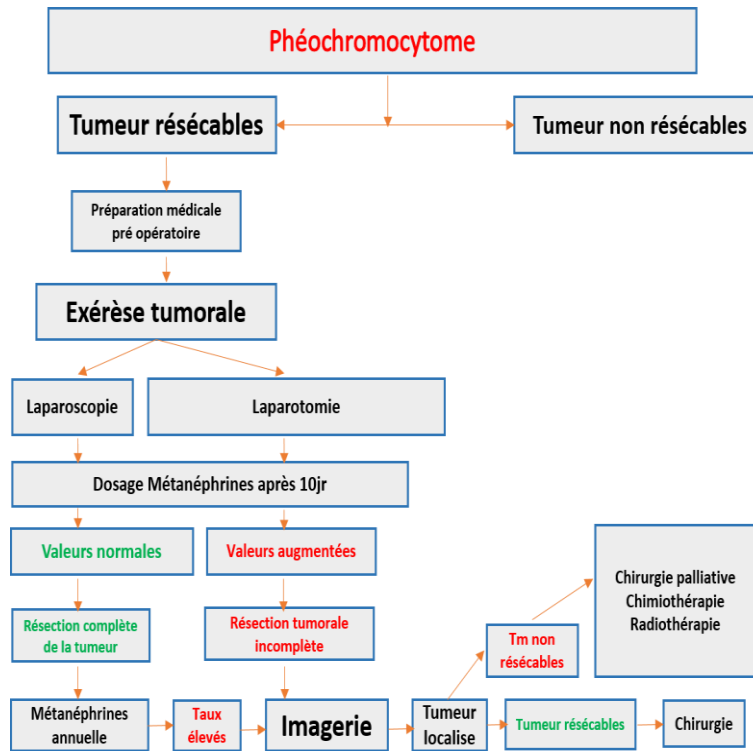 Phéochromocytome
Tumeur résécables
Tumeur non résécables
Préparation médicale
pré opératoire
Exérèse tumorale
Laparoscopie
Laparotomie
Dosage Métanéphrines après 10jr
Valeurs normales
Valeurs augmentées
Résection complète
de la tumeur
Résection tumorale
incomplète
Tm non
résécables
Chirurgie palliative
Chimiothérapie
Radiothérapie
Métanéphrines
annuelle
Taux
élevés
Imagerie
Tumeur
localise
Tumeur résécables
Chirurgie